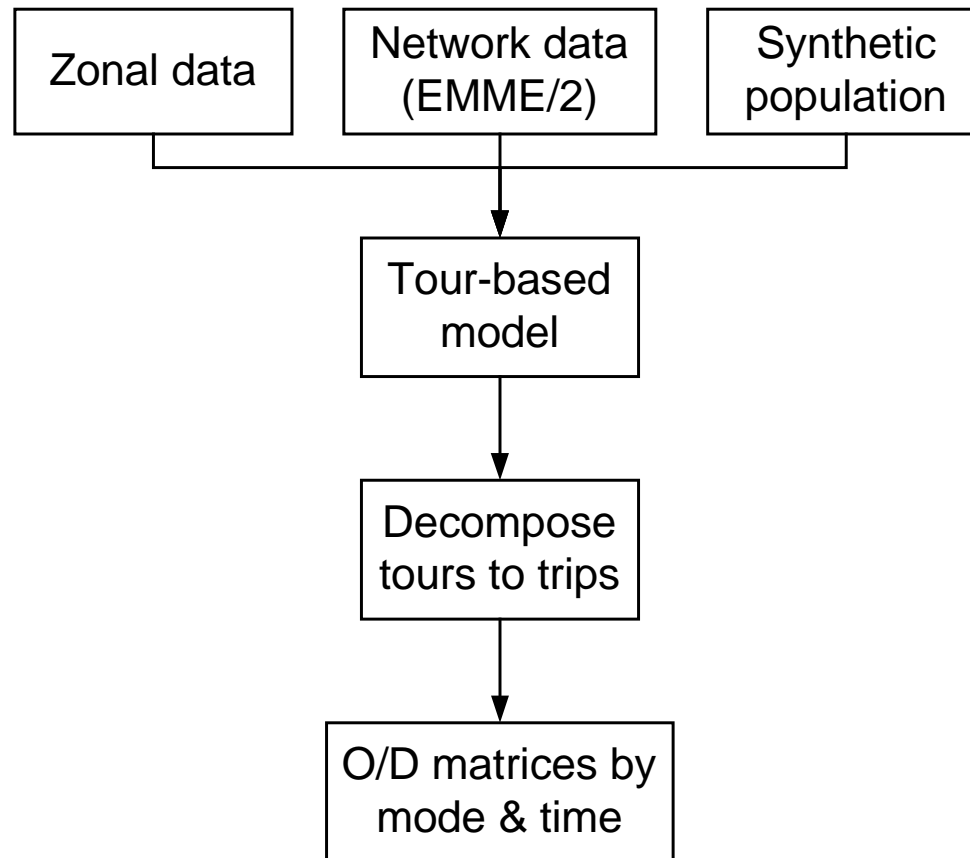 Zonal data
Network data
(EMME/2)
Synthetic
population
Tour-based
model
Decompose
tours to trips
O/D matrices by
mode & time